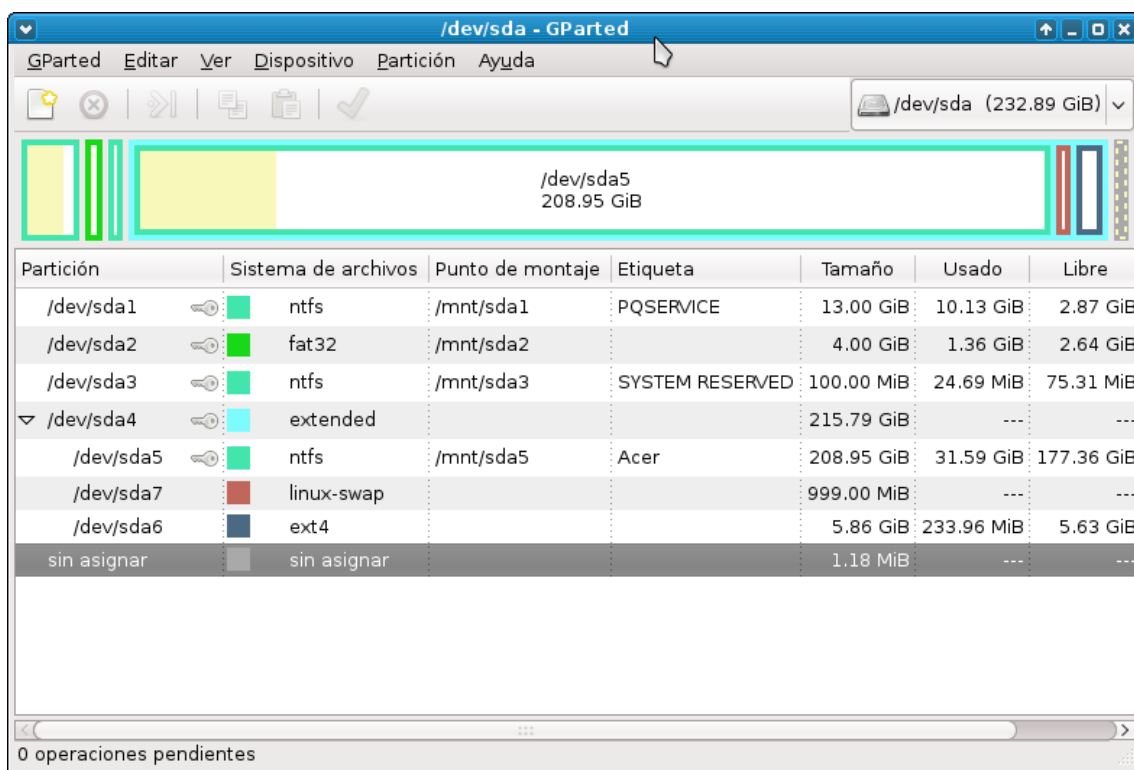 /dev/sda - GParted
GParted Editar Ver Dispositivo Partición Ayuda
/dev/sda (232.89 GiB)
/dev/sda5
208.95 GiB
Partición Sistema de archivos Punto de montaje Etiqueta Tamaño Usado Libre
/dev/sda1 ntfs /mnt/sda1 PQSERVICE 13.00 GiB 10.13 GiB 2.87 GiB
/dev/sda2 fat32 /mnt/sda2 4.00 GiB 1.36 GiB 2.64 GiB
/dev/sda3 ntfs /mnt/sda3 SYSTEM RESERVED 100.00 MiB 24.69 MiB 75.31 MiB
/dev/sda4 extended 215.79 GiB --- ---
/dev/sda5 ntfs /mnt/sda5 Acer 208.95 GiB 31.59 GiB 177.36 GiB
/dev/sda7 linux-swap 999.00 MiB --- ---
/dev/sda6 ext4 5.86 GiB 233.96 MiB 5.63 GiB
sin asignar sin asignar 1.18 MiB --- ---
0 operaciones pendientes